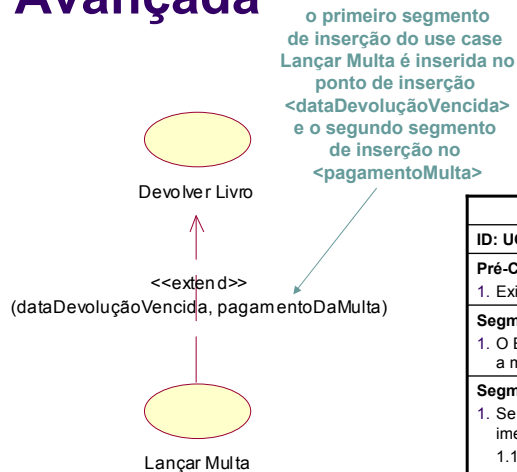 Avançada
o primeiro segmento
de inserção do use case
Lançar Multa é inserida no
ponto de inserção
<dataDevoluçãoVencida>
e o segundo segmento
de inserção no
<pagamentoMulta>
Devolver Livro
<<extend>>
(dataDevoluçãoVencida, pagamentoDaMulta)
Lançar Multa
ID:
Pré-C
1. Exi
Segm
1. O E
a m
Segm
1. Se
ime
1.1